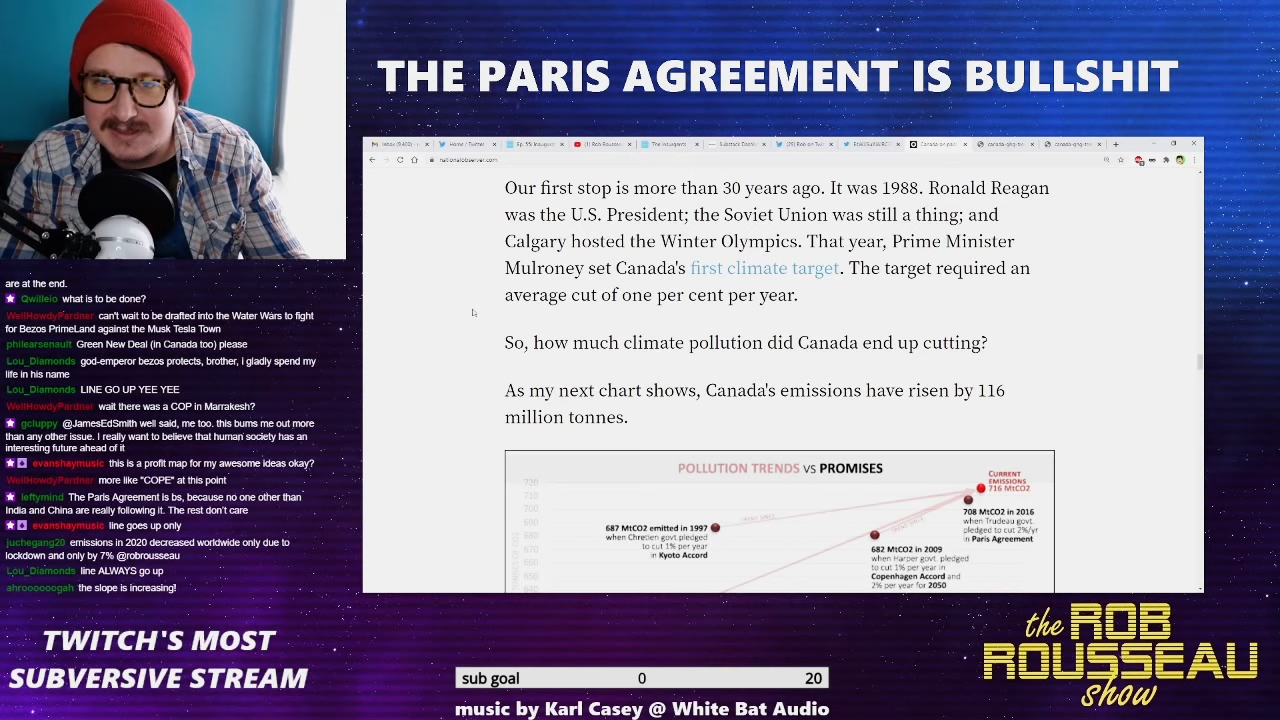 THE PARIS AGREEMENT IS BULLSHIT
nationalobserver.com
Our first stop is more than 30 years ago. It was 1988. Ronald Reagan
was the U.S. President; the Soviet Union was still a thing; and
Calgary hosted the Winter Olympics. That year, Prime Minister
Mulroney set Canada's first climate target. The target required an
average cut of one per cent per year.
So, how much climate pollution did Canada end up cutting?
As my next chart shows, Canada's emissions have risen by 116
million tonnes.
POLLUTION TRENDS VS PROMISES
CURRENT
EMISSIONS
716 MtCO2
720
710
700
690
680
670
660
650
687 MtCO2 emitted in 1997
when Chretien govt.pledged
to cut 1% per year
in Kyoto Accord
708 MtCO2 in 2016
when Trudeau govt.
pledged to cut 2%/yr
in Paris Agreement
682 MtCO2 in 2009
when Harper govt. pledged
to cut 1% per year in
Copenhagen Accord and
2% per year for 2050
are at the end.
Qwilleio what is to be done?
WellHowdyPardner can't wait to be drafted into the Water Wars to fight
for Bezos PrimeLand against the Musk Tesla Town
philearsenault Green New Deal (in Canada too) please
Lou_Diamonds god-emperor bezos protects, brother, i gladly spend my
life in his name
Lou_Diamonds LINE GO UP YEE YEE
WellHowdyPardner wait there was a COP in Marrakesh?
gcluppy @JamesEdSmith well said, me too. this bums me out more
than any other issue. I really want to believe that human society has an
interesting future ahead of it
evanshaymusic this is a profit map for my awesome ideas okay?
WellHowdyPardner more like "COPE" at this point
leftymind The Paris Agreement is bs, because no one other than
India and China are really following it. The rest don't care
evanshaymusic line goes up only
juchegang20 emissions in 2020 decreased worldwide only due to
lockdown and only by 7% @robrousseau
Lou_Diamonds line ALWAYS go up
ahroooooogah the slope is increasing!
TWITCH'S MOST
SUBVERSIVE STREAM
sub goal 0 20
music by Karl Casey @ White Bat Audio
the ROB
ROUSSEAU
show